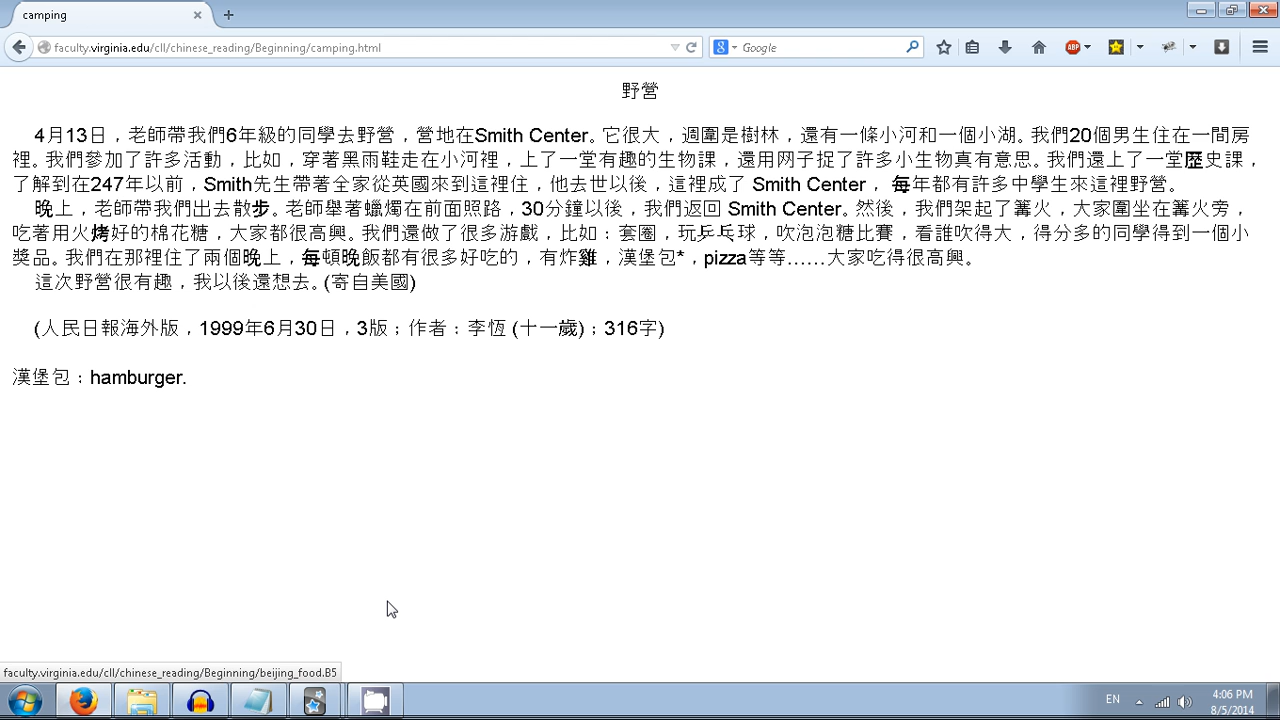 camping
faculty.virginia.edu/cll/chinese_reading/Beginning/camping.html
Google
ABP
野營
4月13日，老師帶我們6年級的同學去野營，營地在Smith Center。它很大，週圍是樹林，還有一條小河和一個小湖。我們20個男生住在一間房
裡。我們參加了許多活動，比如，穿著黑雨鞋走在小河裡，上了一堂有趣的生物課，還用网子捉了許多小生物真有意思。我們還上了一堂歷史課，
了解到在247年以前，Smith先生帶著全家從英國來到這裡住，他去世以後，這裡成了 Smith Center， 每年都有許多中學生來這裡野營。
晚上，老師帶我們出去散步。老師舉著蠟燭在前面照路，30分鐘以後，我們返回 Smith Center。然後，我們架起了篝火，大家圍坐在篝火旁，
吃著用火烤好的棉花糖，大家都很高興。我們還做了很多游戲，比如：套圈，玩乒乓球，吹泡泡糖比賽，看誰吹得大，得分多的同學得到一個小
獎品。我們在那裡住了兩個晚上，每頓晚飯都有很多好吃的，有炸雞，漢堡包*，pizza等等……大家吃得很高興。
這次野營很有趣，我以後還想去。(寄自美國)
(人民日報海外版，1999年6月30日，3版；作者：李恆 (十一歲)；316字)
漢堡包：hamburger.
faculty.virginia.edu/cll/chinese_reading/Beginning/beijing_food.B5
EN
4:06 PM
8/5/2014